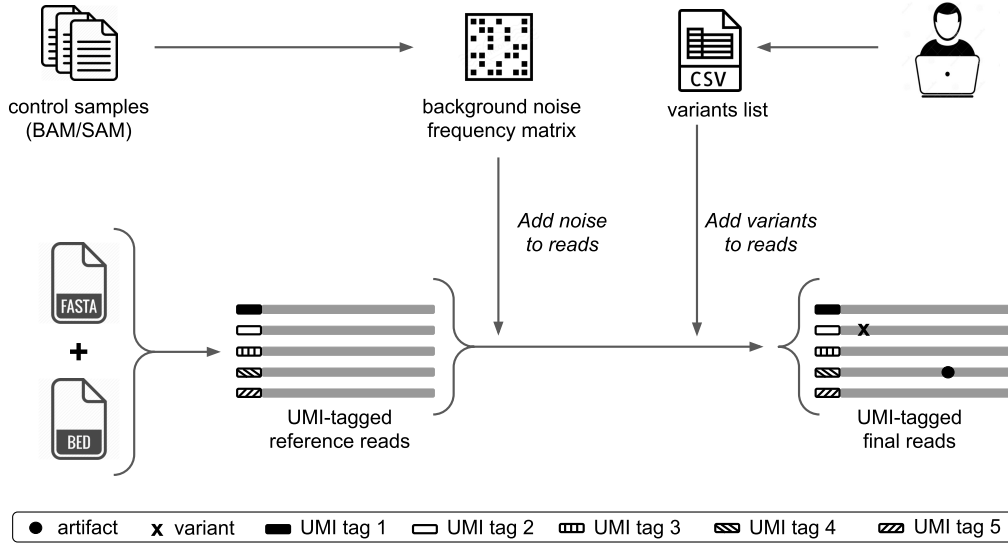 control samples
(BAM/SAM)
background noise
frequency matrix
CSV
variants list
Add noise
to reads
Add variants
to reads
FASTA
+
BED
UMI-tagged
reference reads
x
UMI-tagged
final reads
artifact x variant UMI tag 1 UMI tag 2 UMI tag 3 UMI tag 4 UMI tag 5